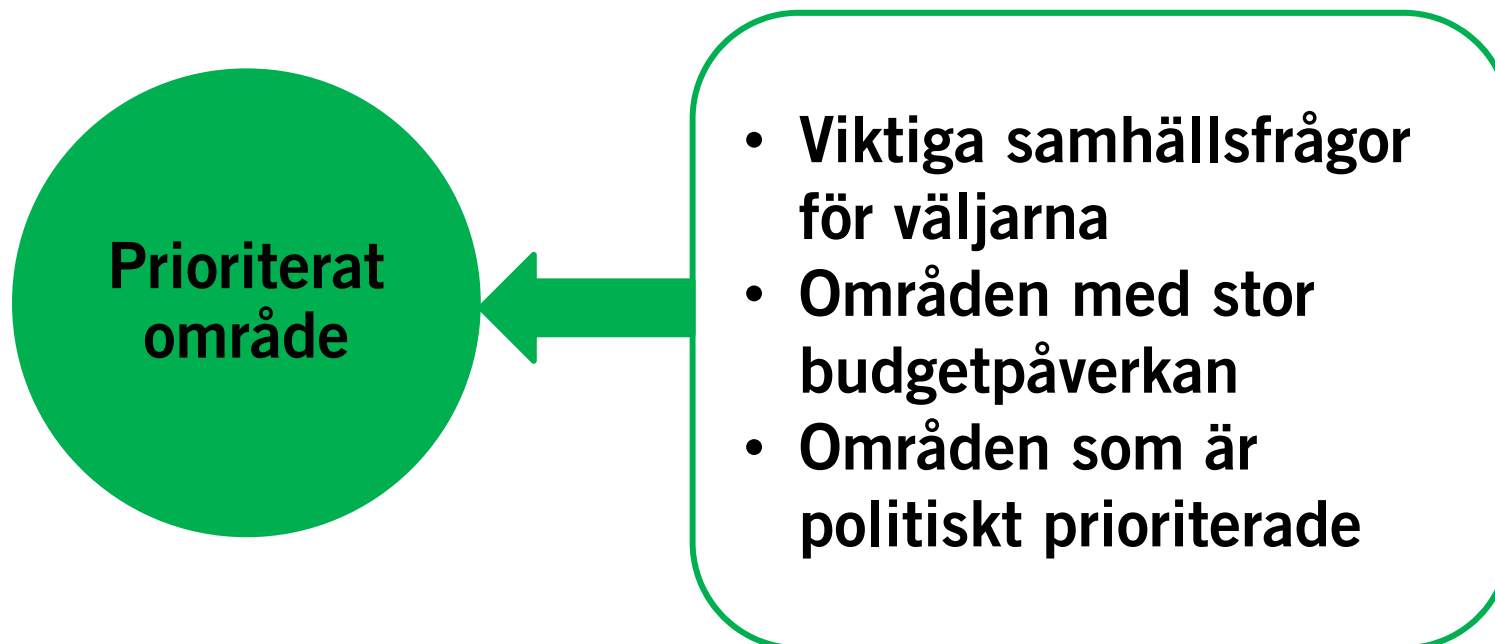 Prioriterat
område
• Viktiga samhällsfrågor
för väljarna
• Områden med stor
budgetpåverkan
• Områden som är
politiskt prioriterade